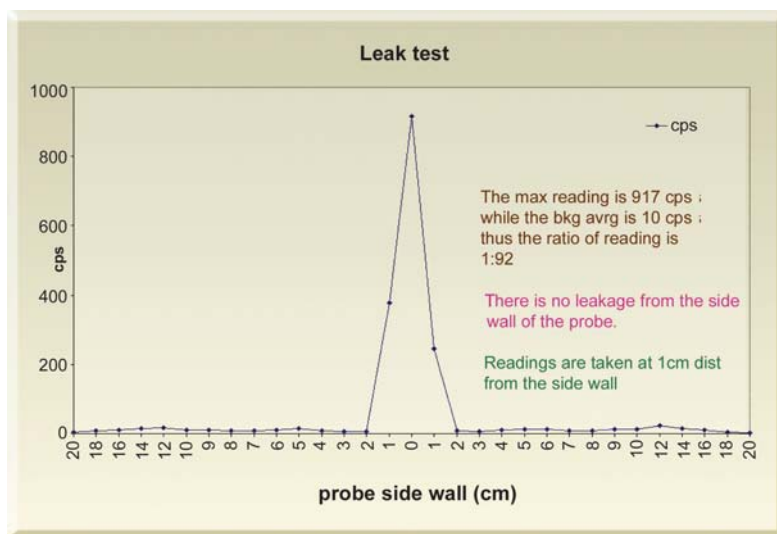 Leak test
1000
800
600
400
200
0
cps
cps
The max reading is 917 cps ;
while the bkg avrg is 10 cps ;
thus the ratio of reading is
1:92
There is no leakage from the side
wall of the probe.
Readings are taken at 1cm dist
from the side wall
20 18 16 14 12 10 9 8 7 6 5 4 3 2 1 0 1 2 3 4 5 6 7 8 9 10 12 14 16 18 20
probe side wall (cm)